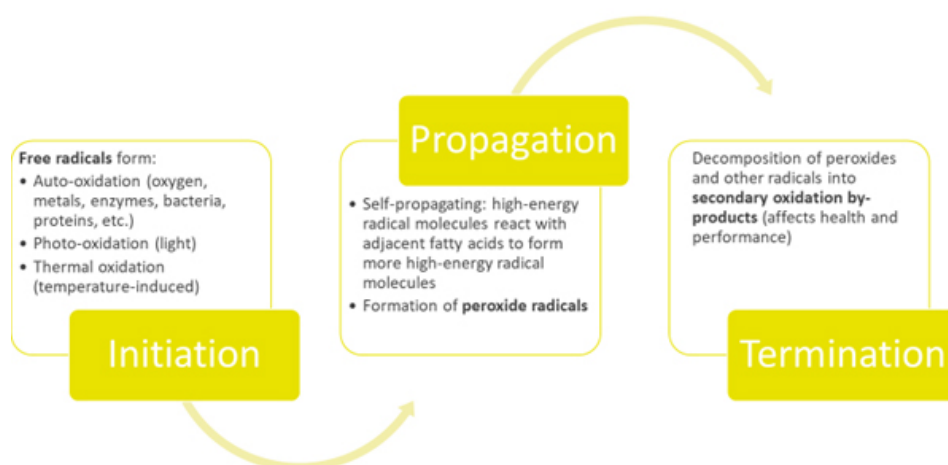 Free radicals form:
• Auto-oxidation (oxygen,
metals, enzymes, bacteria,
proteins, etc.)
• Photo-oxidation (light)
• Thermal oxidation
(temperature-induced)
Initiation
Propagation
• Self-propagating: high-energy
radical molecules react with
adjacent fatty acids to form
more high-energy radical
molecules
• Formation of peroxide radicals
Decomposition of peroxides
and other radicals into
secondary oxidation by-
products (affects health and
performance)
Termination